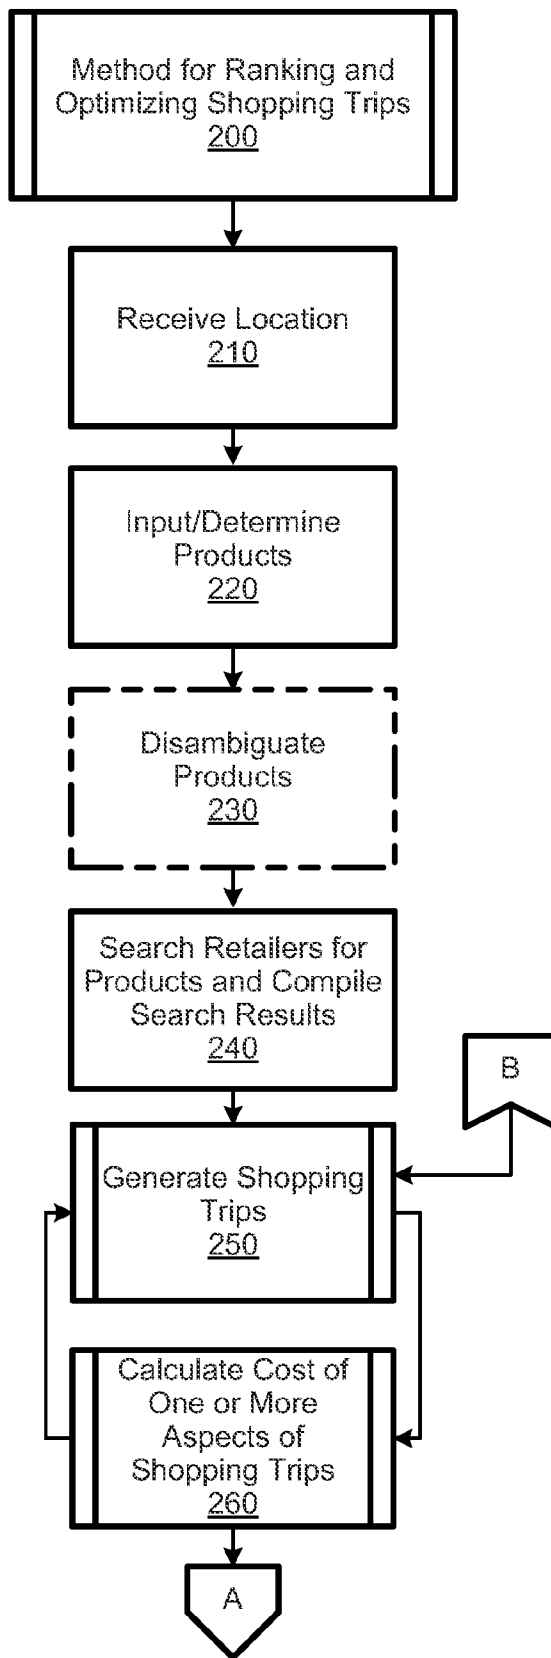 Method for Ranking and
Optimizing Shopping Trips
200
Receive Location
210
Input/Determine
Products
220
Disambiguate
Products
230
Search Retailers for
Products and Compile
Search Results
240
B
Generate Shopping
Trips
250
Calculate Cost of
One or More
Aspects of
Shopping Trips
260
A